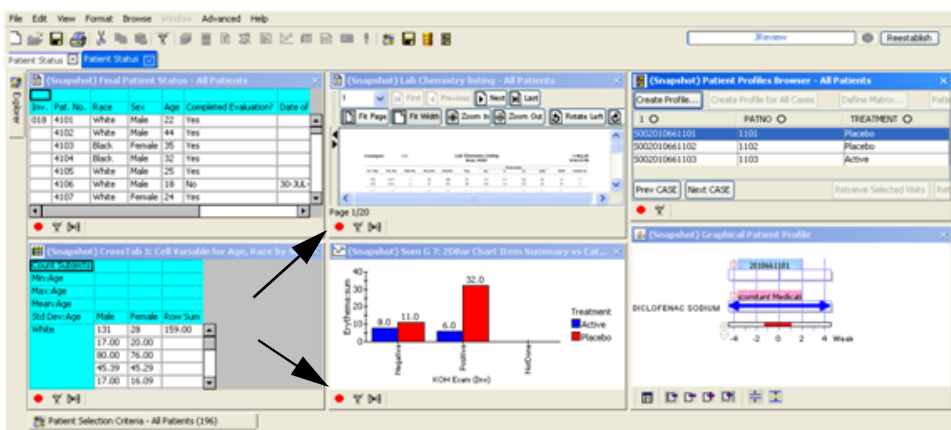 File Edit View Format Browse Window Advanced Help
JReview Reestablish
Patient Status Patient Status
Explorer
(Snapshot) Final Patient Status - All Patients
Inv. Pat. No. Race Sex Age Completed Evaluation? Date of
018 4101 White Male 22 Yes
4102 White Male 44 Yes
4103 Black Female 35 Yes
4104 Black Male 32 Yes
4105 White Male 25 Yes
4106 White Male 18 No 30-JUL-
4107 White Female 24 Yes
(Snapshot) Lab Chemistry listing - All Patients
1 First Previous Next Last
Fit Page Fit Width Zoom In Zoom Out Rotate Left
Lab Chemistry Listing
Page 1/20
(Snapshot) Patient Profiles Browser - All Patients
Create Profile... Create Profile for All Cases Define Matrix...
1 PATNO TREATMENT
S002010661101 1101 Placebo
S002010661102 1102 Placebo
S002010661103 1103 Active
Prev CASE Next CASE Retrieve Selected Visits
(Snapshot) CrossTab 5: Cell Variable for Age, Race by
Count Subjects
Min:Age
Max:Age
Mean:Age
Std Dev:Age Male Female Row Sum
White 131 28 159.00
17.00 20.00
80.00 76.00
45.39 45.29
17.00 16.09
(Snapshot) Sum G 7: 2DBar Chart Item Summary vs Cat...
Erythema:sum
40
30
20
10
0
8.0 11.0 6.0 32.0
Negative Positive NotDone
KOH Exam (Inv)
Treatment
Active
Placebo
(Snapshot) Graphical Patient Profile
2010661101
comitant Medicati
DICLOFENAC SODIUM
-4 -2 0 2 4 Week
Patient Selection Criteria - All Patients (196)